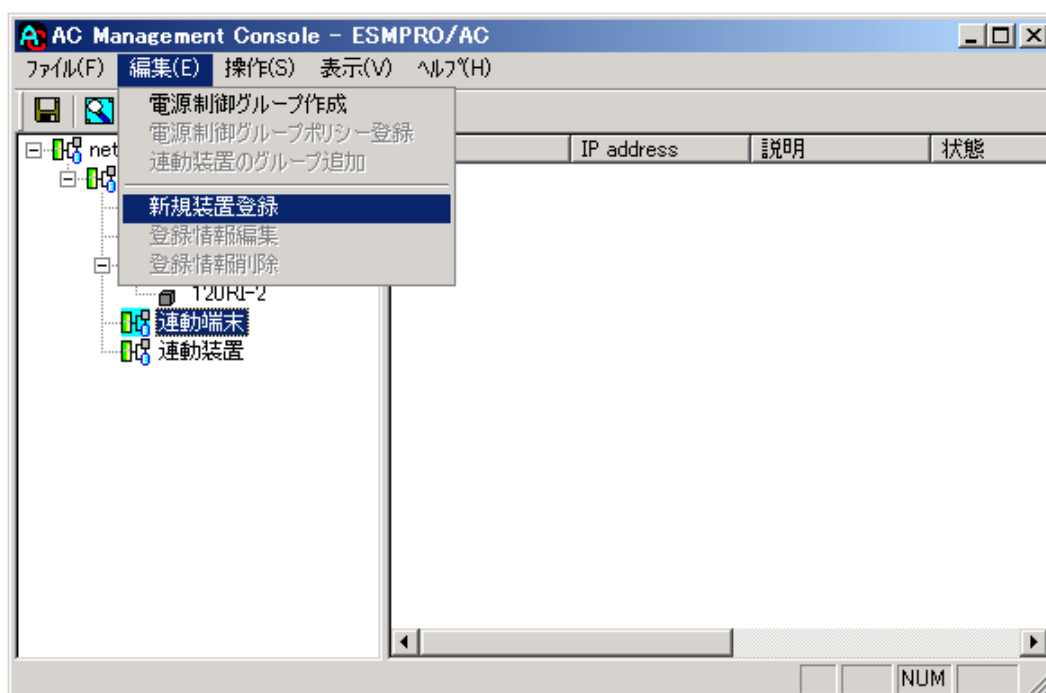 AC Management Console - ESMPRO/AC
ファイル(F) 編集(E) 操作(S) 表示(V) ヘルプ(H)
電源制御グループ作成
電源制御グループポリシー登録
連動装置のグループ追加
新規装置登録
登録情報編集
登録情報削除
net
IP address 説明 状態
120Ri-2
連動端末
連動装置
NUM